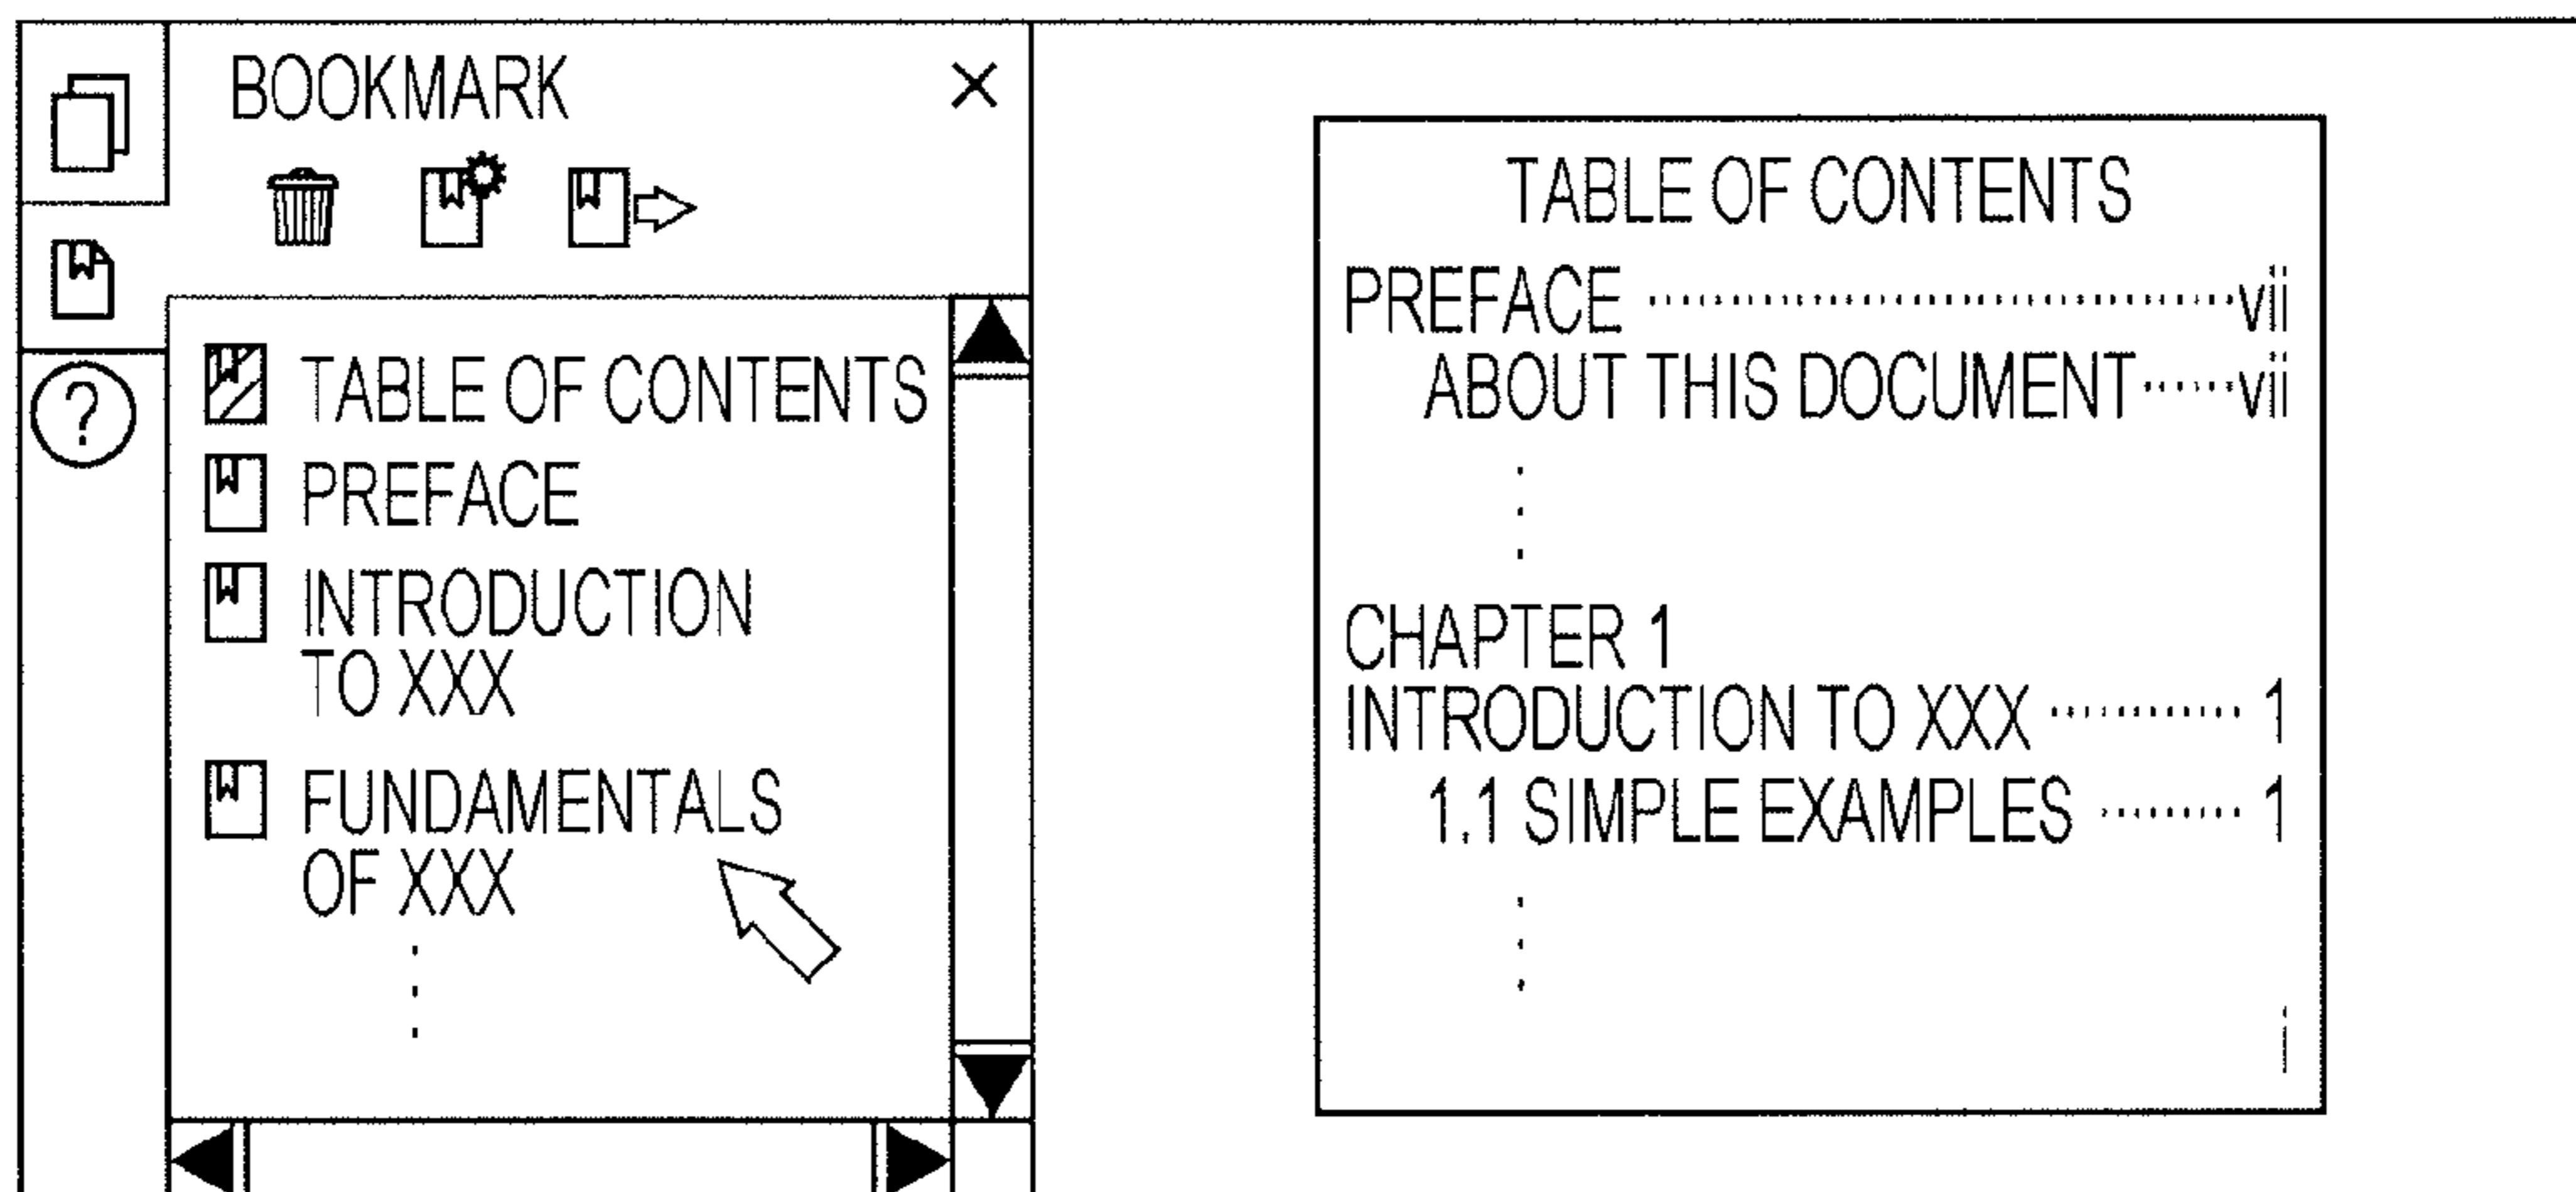 BOOKMARK ×
?
TABLE OF CONTENTS
PREFACE
INTRODUCTION
TO XXX
FUNDAMENTALS
OF XXX
TABLE OF CONTENTS
PREFACE ............................ vii
ABOUT THIS DOCUMENT ...... vii
CHAPTER 1
INTRODUCTION TO XXX ............ 1
1.1 SIMPLE EXAMPLES ......... 1
i